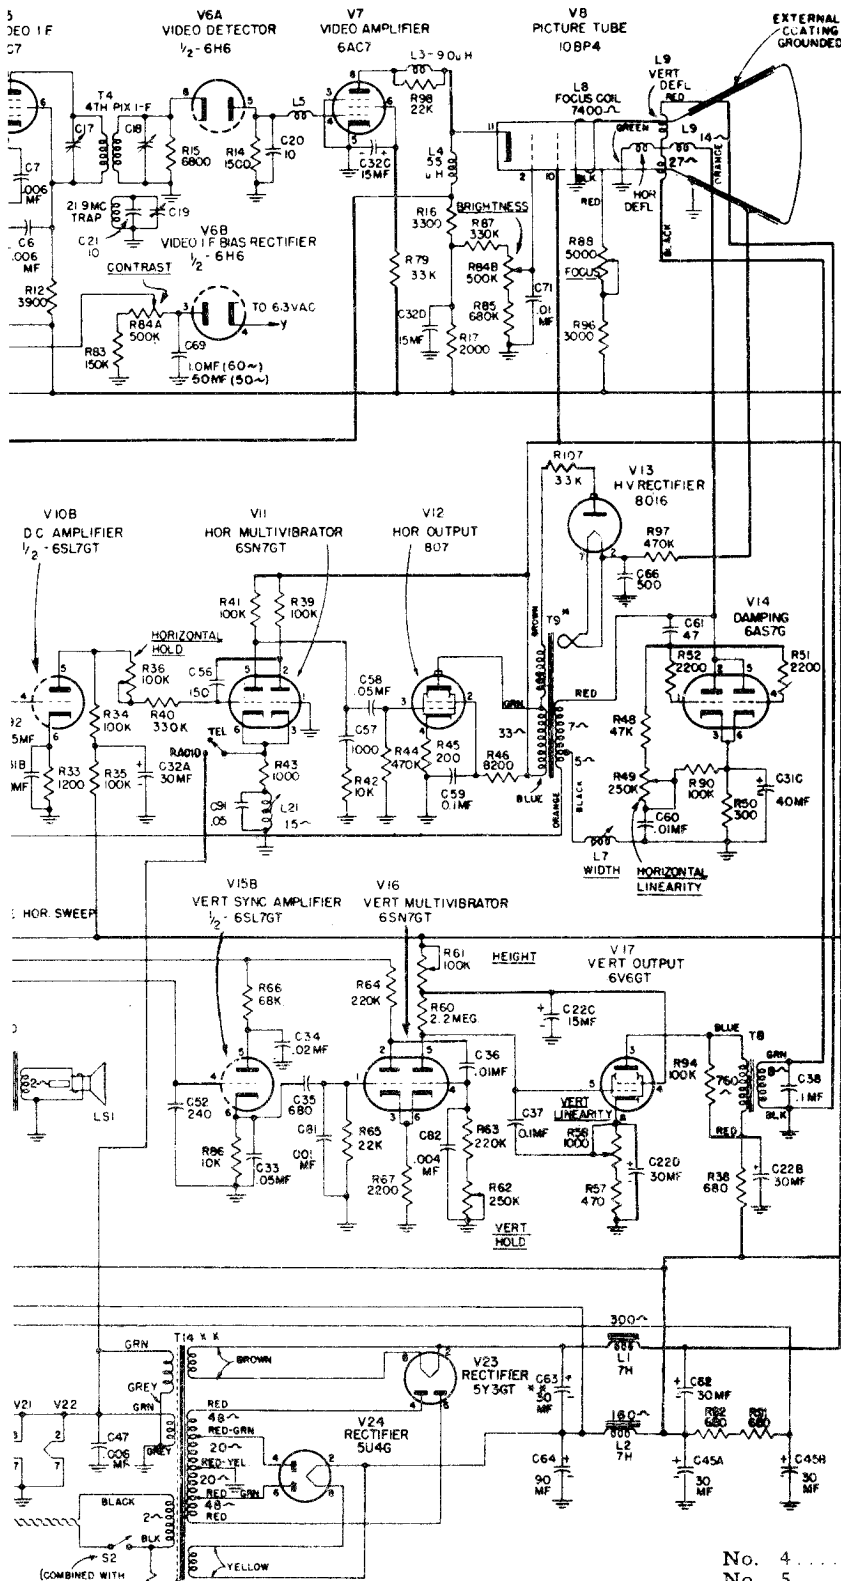 V6A
VIDEO DETECTOR
½-6H6
V7
VIDEO AMPLIFIER
6AC7
V8
PICTURE TUBE
10BP4
EXTERNAL
COATING
GROUNDED
DEO I F
C7
T4
4TH PIX I-F
C17
C18
R15
6800
R14
1500
C20
10
L5
L3-90uH
R98
22K
C32C
15MF
L4
55
uH
L8
FOCUS COIL
7400~
L9
VERT
DEFL
RED
GREEN
L9
14~
27~
HOR
DEFL
ORANGE
BLK
RED
BLACK
C7
.006
MF
C6
.006
MF
R12
3900
21.9MC
TRAP
C19
C21
10
V6B
VIDEO I F BIAS RECTIFIER
½-6H6
CONTRAST
R84A
500K
R83
150K
C69
1.0MF(60~)
.50MF(50~)
TO 6.3VAC
Y
R79
33K
R16
3300
BRIGHTNESS
R87
330K
R84B
500K
R85
680K
C71
.01
MF
C32D
15MF
R17
2000
R88
5000
FOCUS
R96
3000
R107
33K
V13
H V RECTIFIER
8016
R97
470K
C66
500
V10B
D C AMPLIFIER
½-6SL7GT
V11
HOR MULTIVIBRATOR
6SN7GT
V12
HOR OUTPUT
807
V14
DAMPING
6AS7G
HORIZONTAL
HOLD
R36
100K
R34
100K
R40
330K
C56
150
R41
100K
R39
100K
TEL
RADIO
R33
1200
R35
100K
C32A
30MF
C91
.05
L21
15~
R43
1000
C58
.05MF
C57
1000
R42
10K
R44
470K
R45
200
C59
0.1MF
R46
8200
BROWN
T9*
GRN
33~
BLUE
RED
7~
5~
ORANGE
BLACK
C61
47
R52
2200
R51
2200
R48
47K
R49
250K
R90
100K
C60
.01MF
R50
300
C31C
40MF
L7
WIDTH
HORIZONTAL
LINEARITY
HOR. SWEEP
V15B
VERT SYNC AMPLIFIER
½-6SL7GT
V16
VERT MULTIVIBRATOR
6SN7GT
R61
100K
HEIGHT
V17
VERT OUTPUT
6V6GT
R66
68K
R64
220K
R60
2.2MEG.
C22C
15MF
C34
.02MF
C36
.01MF
C52
240
R86
10K
C33
.05MF
C35
680
C81
.001
MF
R65
22K
R67
2200
C82
.004
MF
R63
220K
R62
250K
VERT
HOLD
C37
0.1MF
VERT
LINEARITY
R58
1000
R57
470
C22D
30MF
R94
100K
760
BLUE
T8
GRN
8~
C38
.1MF
BLK
RED
R38
680
C22B
30MF
2~
LS1
T14 * *
GRN
GREY
GRN
GREY
BROWN
V23
RECTIFIER
5Y3GT
V24
RECTIFIER
5U4G
RED
48~
RED-GRN
20~
RED-YEL
20~
RED GRN
48~
RED
YELLOW
V21
V22
C47
.006
MF
BLACK
2~
BLK
S2
(COMBINED WITH
300~
L1
7H
C63
MF
30MF
160~
L2
7H
680
680
C64
90
MF
C45A
30
MF
C45B
30
MF
No. 4....
No. 5